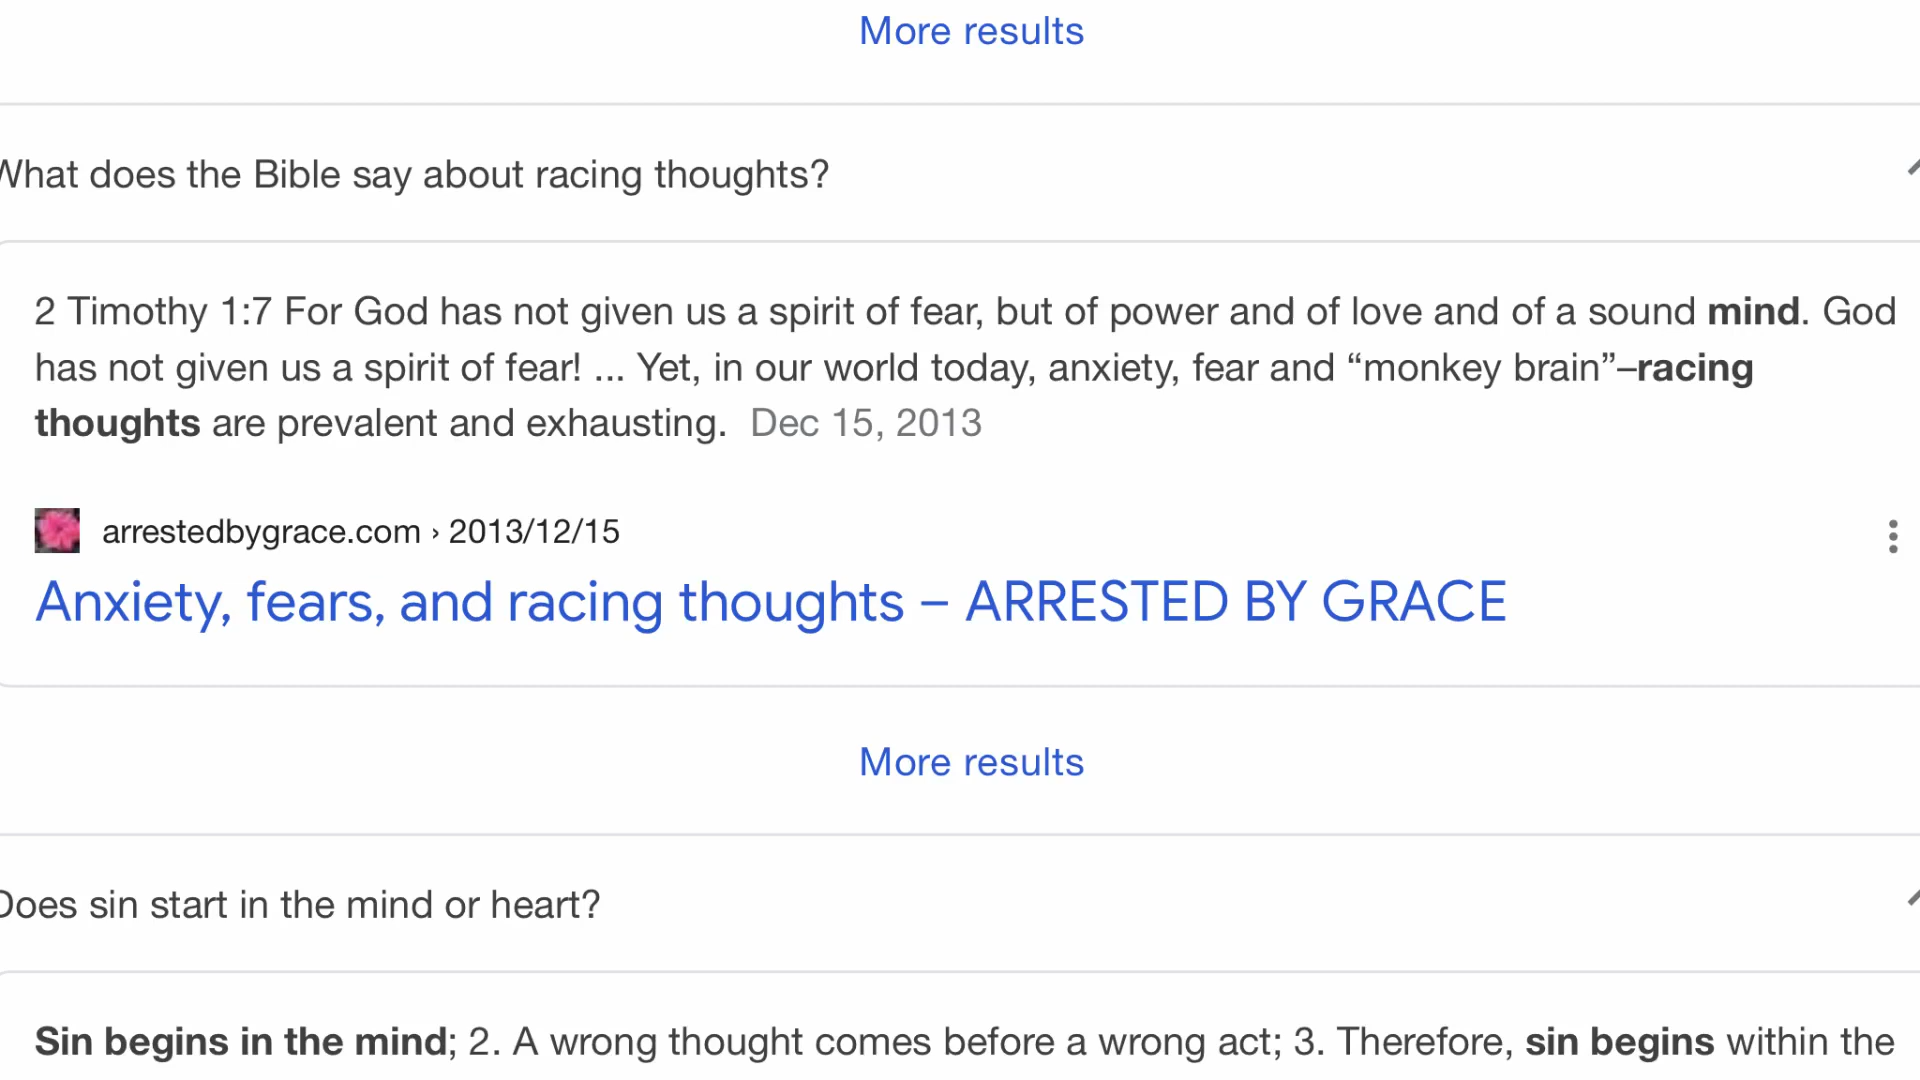 More results
What does the Bible say about racing thoughts?
2 Timothy 1:7 For God has not given us a spirit of fear, but of power and of love and of a sound mind. God
has not given us a spirit of fear! ... Yet, in our world today, anxiety, fear and “monkey brain”–racing
thoughts are prevalent and exhausting. Dec 15, 2013
arrestedbygrace.com › 2013/12/15
Anxiety, fears, and racing thoughts – ARRESTED BY GRACE
More results
Does sin start in the mind or heart?
Sin begins in the mind; 2. A wrong thought comes before a wrong act; 3. Therefore, sin begins within the